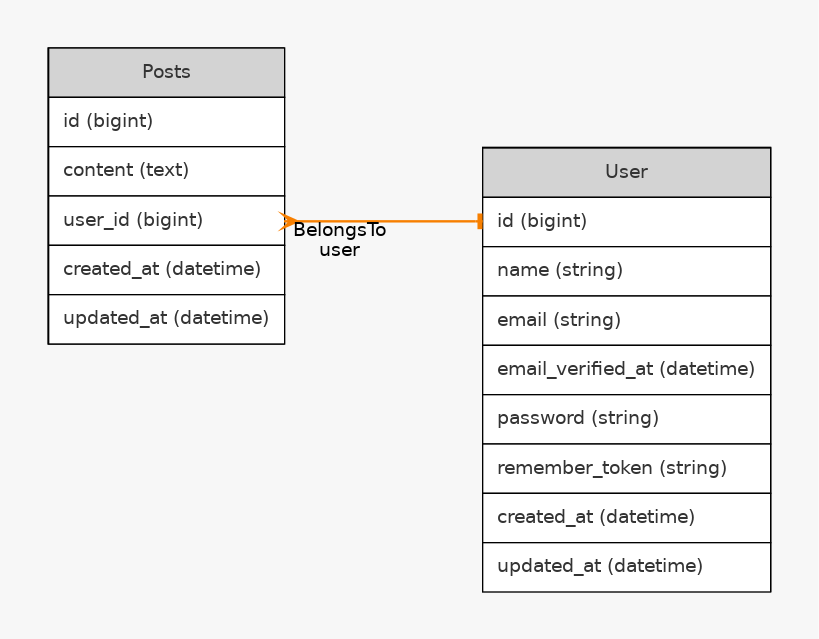 Posts
id (bigint)
content (text)
user_id (bigint)
created_at (datetime)
updated_at (datetime)
BelongsTo
user
User
id (bigint)
name (string)
email (string)
email_verified_at (datetime)
password (string)
remember_token (string)
created_at (datetime)
updated_at (datetime)